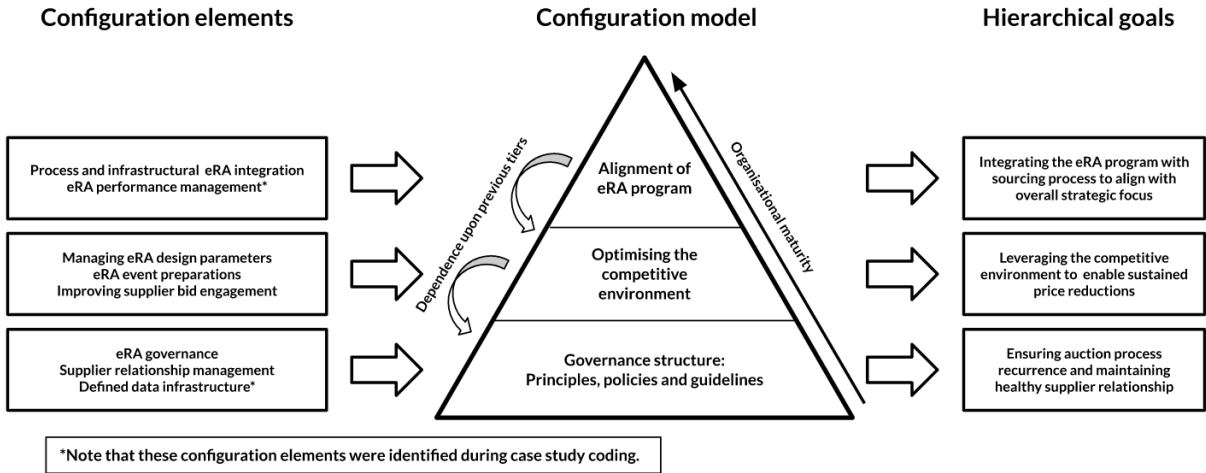 Configuration elements
Configuration model
Hierarchical goals
Process and infrastructural eRA integration
eRA performance management*
Managing eRA design parameters
eRA event preparations
Improving supplier bid engagement
eRA governance
Supplier relationship management
Defined data infrastructure*
Dependence upon previous tiers
Alignment of
eRA program
Optimising the
competitive
environment
Governance structure:
Principles, policies and guidelines
Organisational maturity
Integrating the eRA program with
sourcing process to align with
overall strategic focus
Leveraging the competitive
environment to enable sustained
price reductions
Ensuring auction process
recurrence and maintaining
healthy supplier relationship
*Note that these configuration elements were identified during case study coding.